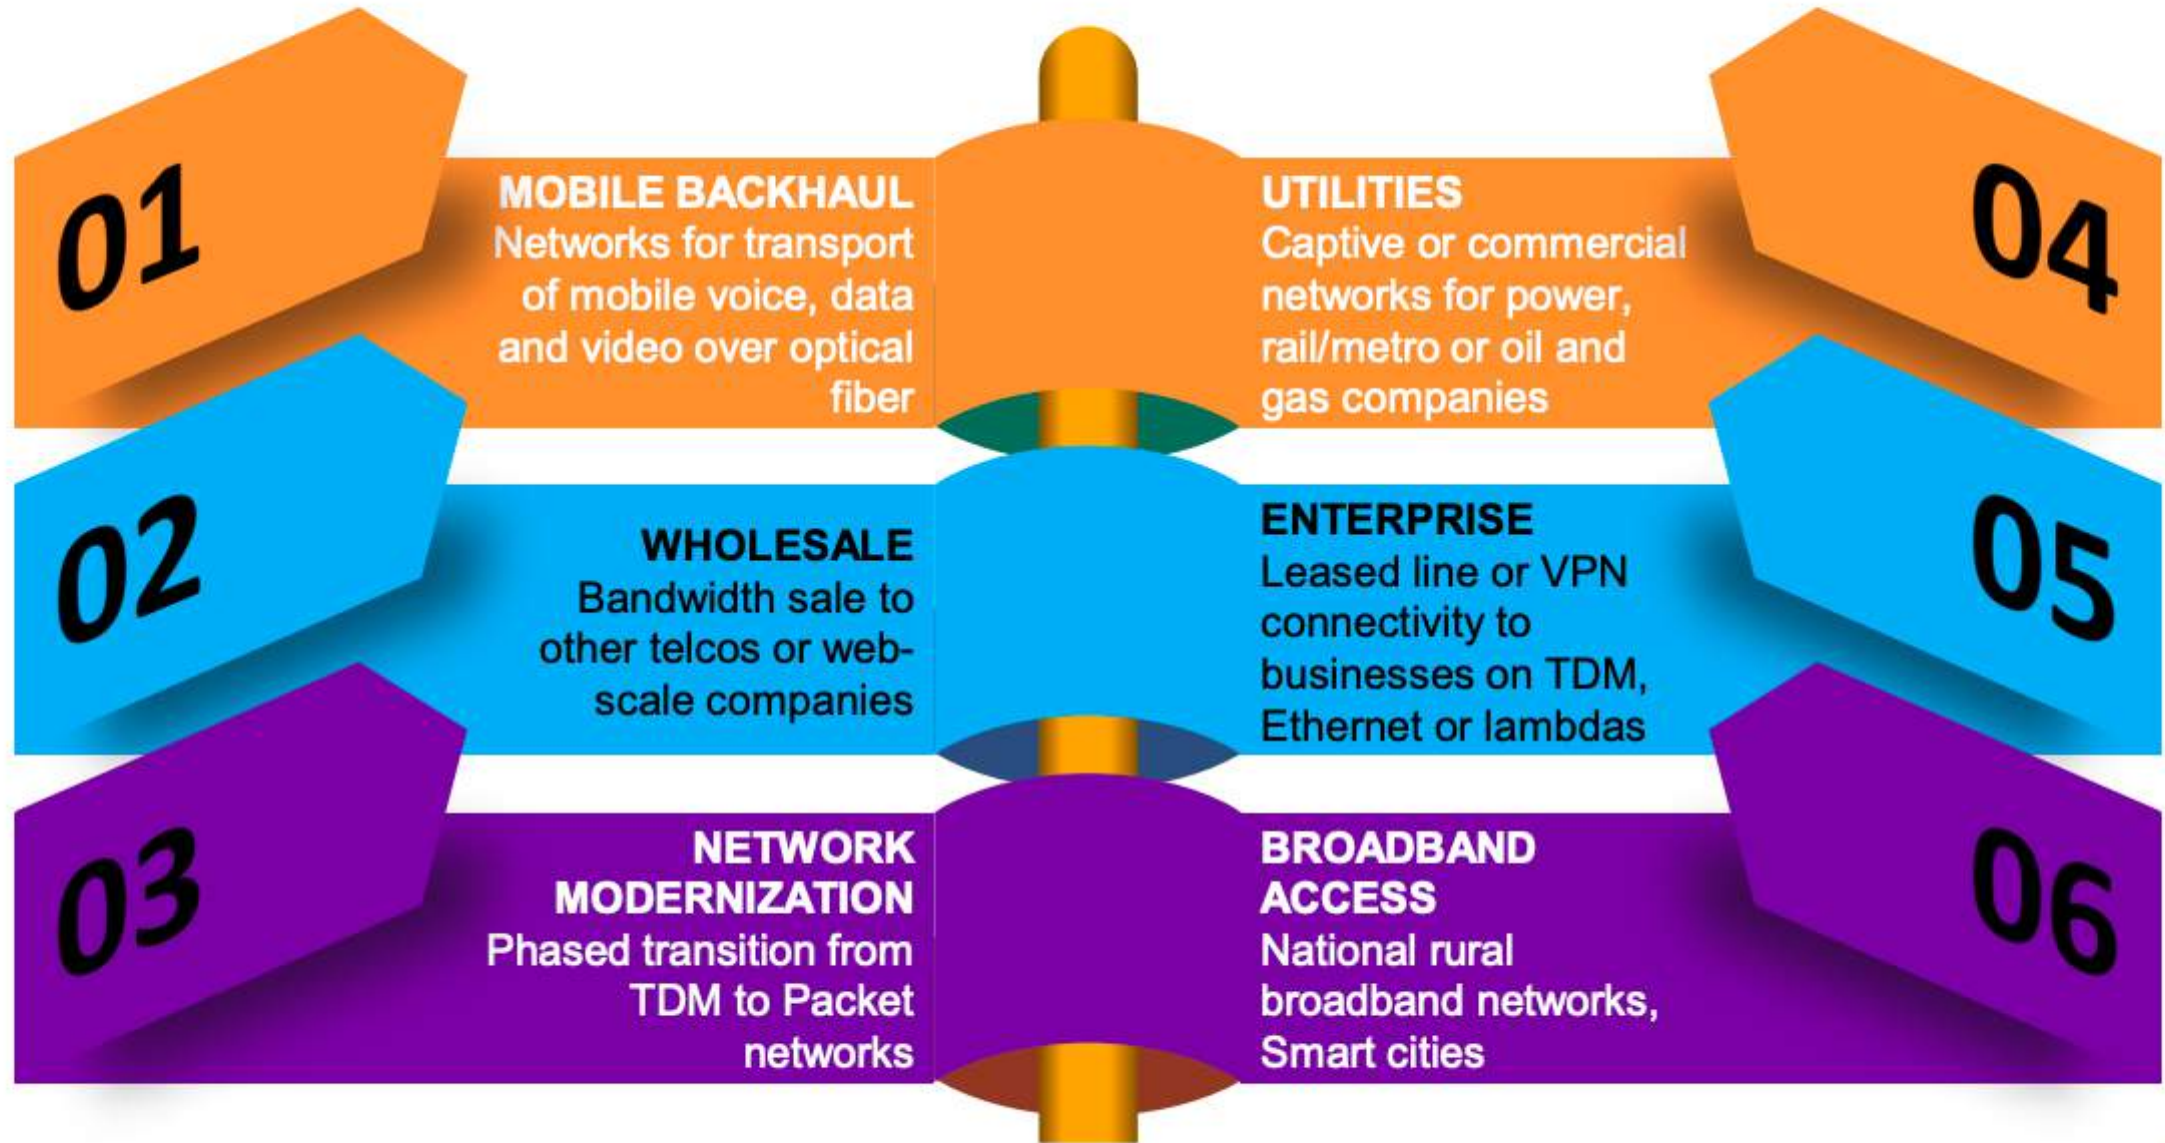 01
MOBILE BACKHAUL
Networks for transport
of mobile voice, data
and video over optical
fiber
02
WHOLESALE
Bandwidth sale to
other telcos or web-
scale companies
03
NETWORK
MODERNIZATION
Phased transition from
TDM to Packet
networks
04
UTILITIES
Captive or commercial
networks for power,
rail/metro or oil and
gas companies
05
ENTERPRISE
Leased line or VPN
connectivity to
businesses on TDM,
Ethernet or lambdas
06
BROADBAND
ACCESS
National rural
broadband networks,
Smart cities